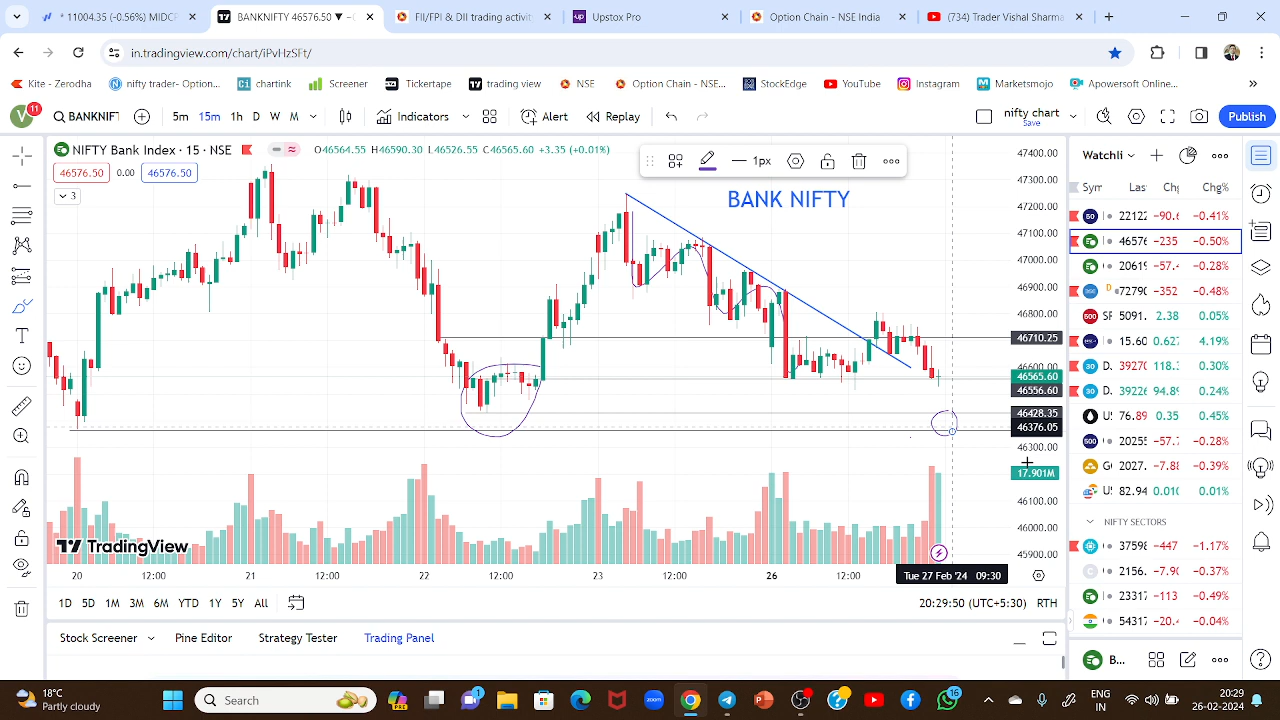 11004.35 (-0.56%) MIDCF
BANKNIFTY 46576.50 ▼ −(
FII/FPI & DII trading activit
Upstox Pro
Option Chain - NSE India
(734) Trader Vishal Sharma
in.tradingview.com/chart/iPvHzSFt/
Kite - Zerodha
nifty trader- Option...
chartink
Screener
Tickertape
trading view
NSE
Option Chain - NSE...
StockEdge
YouTube
Instagram
Marketsmojo
Apowersoft Online...
V 11
BANKNIFT
5m 15m 1h D W M
Indicators
Alert
Replay
nifty chart
Save
Publish
NIFTY Bank Index · 15 · NSE
O46564.55 H46590.30 L46526.55 C46565.60 +3.35 (+0.01%)
46576.50 0.00 46576.50
3
1px
BANK NIFTY
47400.00
47300.00
47200.00
47100.00
47000.00
46900.00
46800.00
46710.25
46600.00
46565.60
46556.60
46428.35
46376.05
46300.00
17.901M
46100.00
46000.00
45900.00
TradingView
20 12:00 21 12:00 22 12:00 23 12:00 26 12:00
Tue 27 Feb '24 09:30
1D 5D 1M 3M 6M YTD 1Y 5Y All
20:29:50 (UTC+5:30) RTH
Stock Screener
Pine Editor
Strategy Tester
Trading Panel
Watchli
Syr Las Chg Chg%
22122 −90.6 −0.41%
46576 −235 −0.50%
20619 −57.4 −0.28%
72790 −352 −0.48%
SP 5091. 2.38 0.05%
15.60 0.627 4.19%
D. 39270 118.3 0.30%
D. 39226 94.89 0.24%
U: 76.89 0.35 0.45%
20255 −57.7 −0.28%
G( 2027. −7.88 −0.39%
U: 82.94 0.010 0.01%
NIFTY SECTORS
37598 −447 −1.17%
2156. −7.90 −0.37%
23317 −113 −0.49%
54317 −20.4 −0.04%
B...
18°C
Partly cloudy
Search
ENG
IN
20:29
26-02-2024